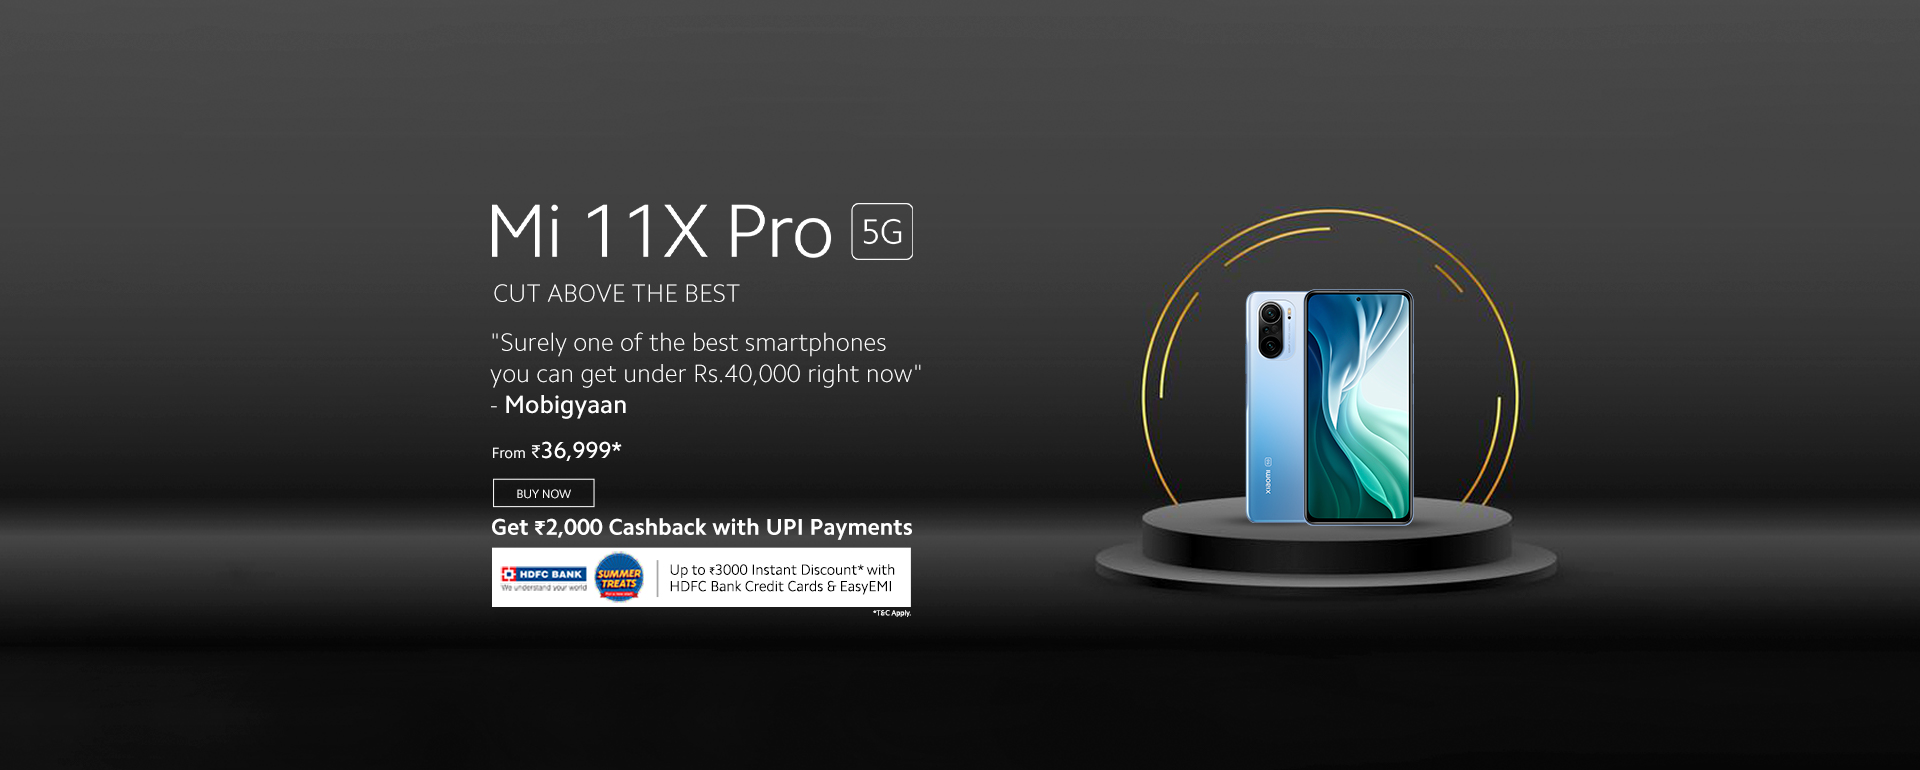 Mi 11X Pro 5G
CUT ABOVE THE BEST
"Surely one of the best smartphones
you can get under Rs.40,000 right now"
- Mobigyaan
From ₹36,999*
BUY NOW
Get ₹2,000 Cashback with UPI Payments
HDFC BANK
We understand your world
SUMMER
TREATS
Up to ₹3000 Instant Discount* with
HDFC Bank Credit Cards & EasyEMI
*T&C Apply.
xiaomi 5G